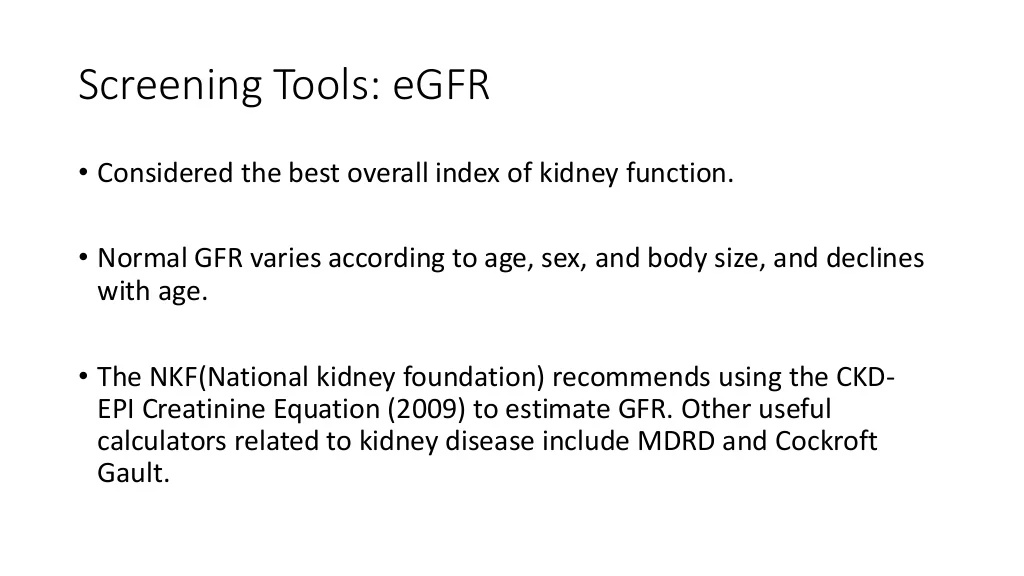 Screening Tools: eGFR
• Considered the best overall index of kidney function.
• Normal GFR varies according to age, sex, and body size, and declines
with age.
• The NKF(National kidney foundation) recommends using the CKD-
EPI Creatinine Equation (2009) to estimate GFR. Other useful
calculators related to kidney disease include MDRD and Cockroft
Gault.